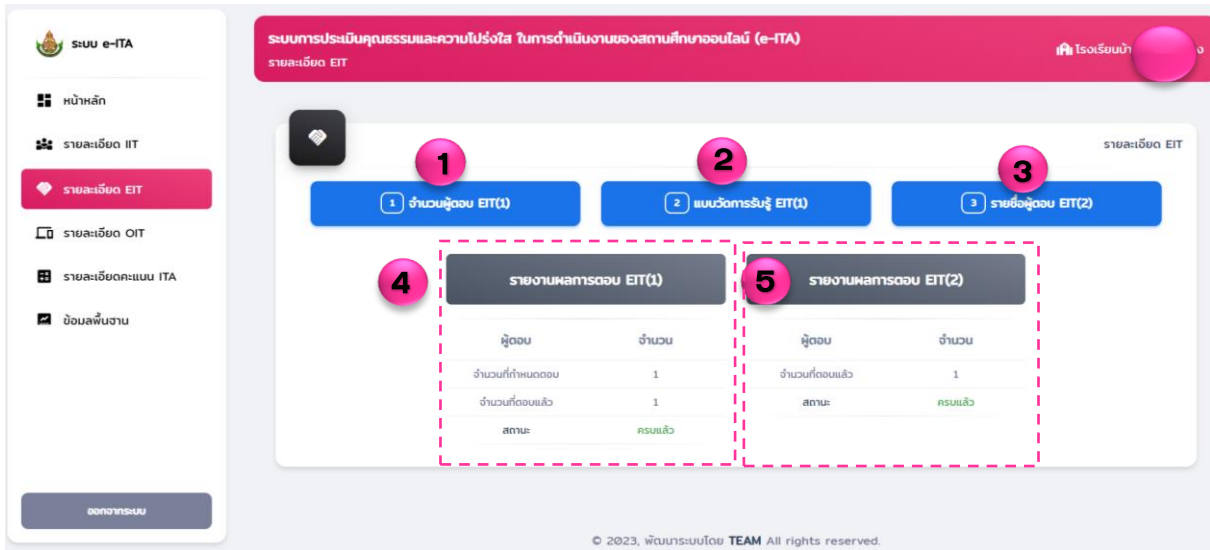 ระบบ e-ITA
ระบบการประเมินคุณธรรมและความโปร่งใส ในการดำเนินงานของสถานศึกษาออนไลน์ (e-ITA)
รายละเอียด EIT
โรงเรียนบ้า
ง
หน้าหลัก
รายละเอียด IIT
รายละเอียด EIT
รายละเอียด OIT
รายละเอียดคะแนน ITA
ข้อมูลพื้นฐาน
ออกจากระบบ
รายละเอียด EIT
1
2
3
1 จำนวนผู้ตอบ EIT(1)
2 แบบวัดการรับรู้ EIT(1)
3 รายชื่อผู้ตอบ EIT(2)
4
รายงานผลการตอบ EIT(1)
ผู้ตอบ จำนวน
จำนวนที่กำหนดตอบ 1
จำนวนที่ตอบแล้ว 1
สถานะ ครบแล้ว
5
รายงานผลการตอบ EIT(2)
ผู้ตอบ จำนวน
จำนวนที่ตอบแล้ว 1
สถานะ ครบแล้ว
© 2023, พัฒนาระบบโดย TEAM All rights reserved.